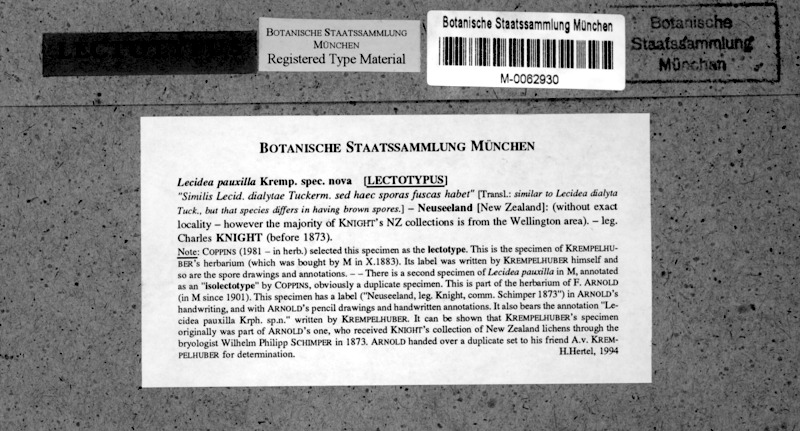 LECTOTYPUS
BOTANISCHE STAATSSAMMLUNG
MÜNCHEN
Registered Type Material
Botanische Staatssammlung München
M-0062930
Botanische
Staatssammlung
München
BOTANISCHE STAATSSAMMLUNG MÜNCHEN
Lecidea pauxilla Kremp. spec. nova [LECTOTYPUS]
"Similis Lecid. dialytae Tuckerm. sed haec sporas fuscas habet" [Transl.: similar to Lecidea dialyta
Tuck., but that species differs in having brown spores.] – Neuseeland [New Zealand]: (without exact
locality – however the majority of KNIGHT's NZ collections is from the Wellington area). – leg.
Charles KNIGHT (before 1873).
Note: COPPINS (1981 – in herb.) selected this specimen as the lectotype. This is the specimen of KREMPELHU-
BER's herbarium (which was bought by M in X.1883). Its label was written by KREMPELHUBER himself and
so are the spore drawings and annotations. – – There is a second specimen of Lecidea pauxilla in M, annotated
as an "isolectotype" by COPPINS, obviously a duplicate specimen. This is part of the herbarium of F. ARNOLD
(in M since 1901). This specimen has a label ("Neuseeland, leg. Knight, comm. Schimper 1873") in ARNOLD's
handwriting, and with ARNOLD's pencil drawings and handwritten annotations. It also bears the annotation "Le-
cidea pauxilla Krph. sp.n." written by KREMPELHUBER. It can be shown that KREMPELHUBER's specimen
originally was part of ARNOLD's one, who received KNIGHT's collection of New Zealand lichens through the
bryologist Wilhelm Philipp SCHIMPER in 1873. ARNOLD handed over a duplicate set to his friend A.v. KREM-
PELHUBER for determination. H.Hertel, 1994